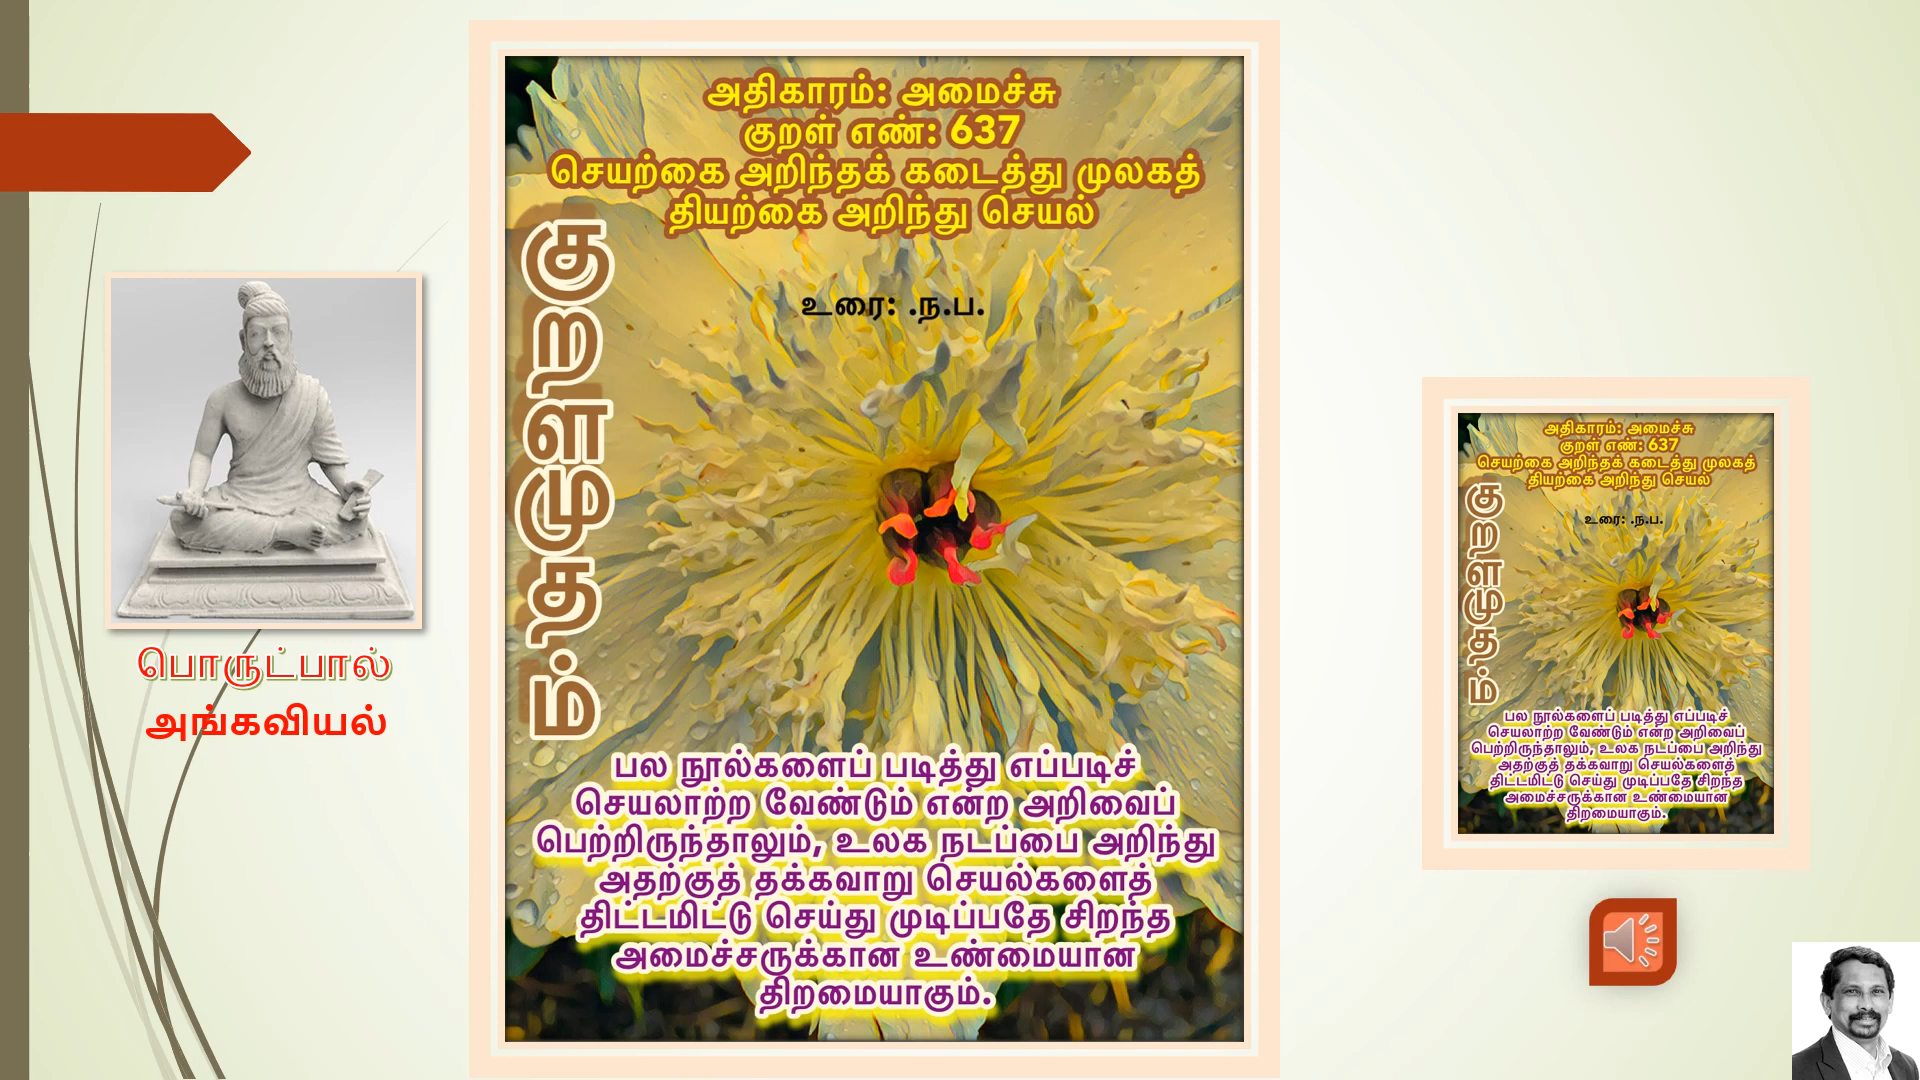 அதிகாரம்: அமைச்சு
குறள் எண்: 637
செயற்கை அறிந்தக் கடைத்து முலகத்
தியற்கை அறிந்து செயல்
உரை: .ந.ப.
குறளமுதம்
பல நூல்களைப் படித்து எப்படிச்
செயலாற்ற வேண்டும் என்ற அறிவைப்
பெற்றிருந்தாலும், உலக நடப்பை அறிந்து
அதற்குத் தக்கவாறு செயல்களைத்
திட்டமிட்டு செய்து முடிப்பதே சிறந்த
அமைச்சருக்கான உண்மையான
திறமையாகும்.
பொருட்பால்
அங்கவியல்
அதிகாரம்: அமைச்சு
குறள் எண்: 637
செயற்கை அறிந்தக் கடைத்து முலகத்
தியற்கை அறிந்து செயல்
உரை: .ந.ப.
குறளமுதம்
பல நூல்களைப் படித்து எப்படிச்
செயலாற்ற வேண்டும் என்ற அறிவைப்
பெற்றிருந்தாலும், உலக நடப்பை அறிந்து
அதற்குத் தக்கவாறு செயல்களைத்
திட்டமிட்டு செய்து முடிப்பதே சிறந்த
அமைச்சருக்கான உண்மையான
திறமையாகும்.